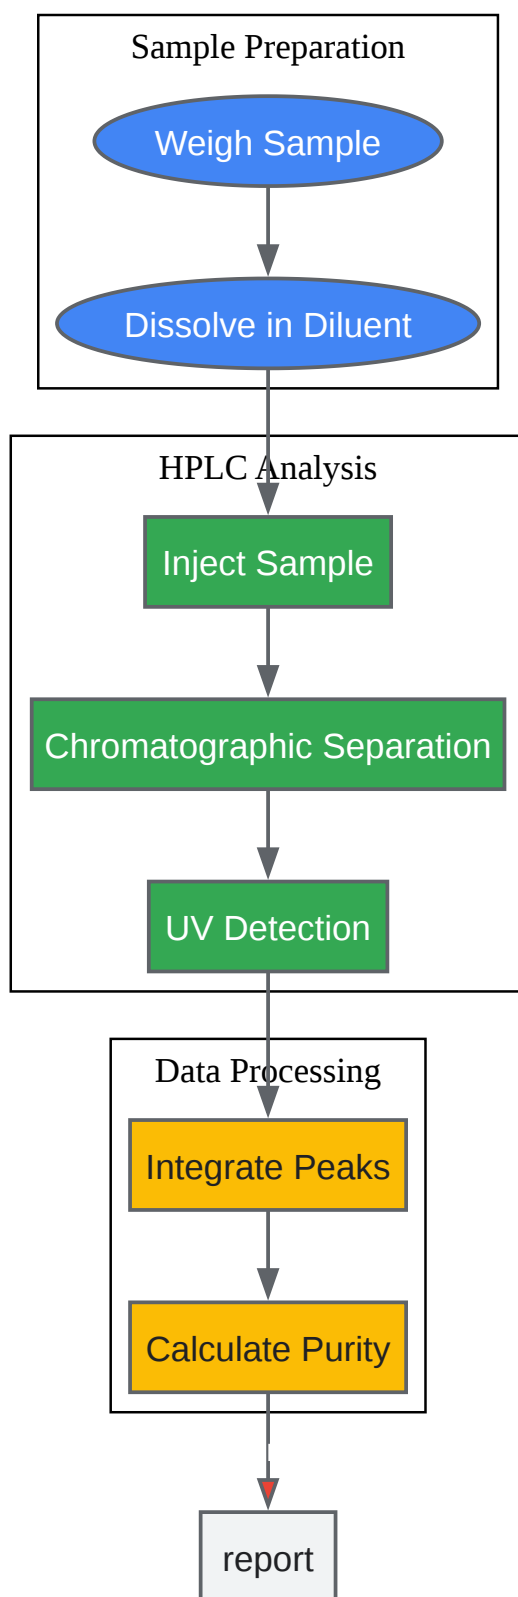 Sample Preparation
Weigh Sample
Dissolve in Diluent
HPLC Analysis
Inject Sample
Chromatographic Separation
UV Detection
Data Processing
Integrate Peaks
Calculate Purity
report